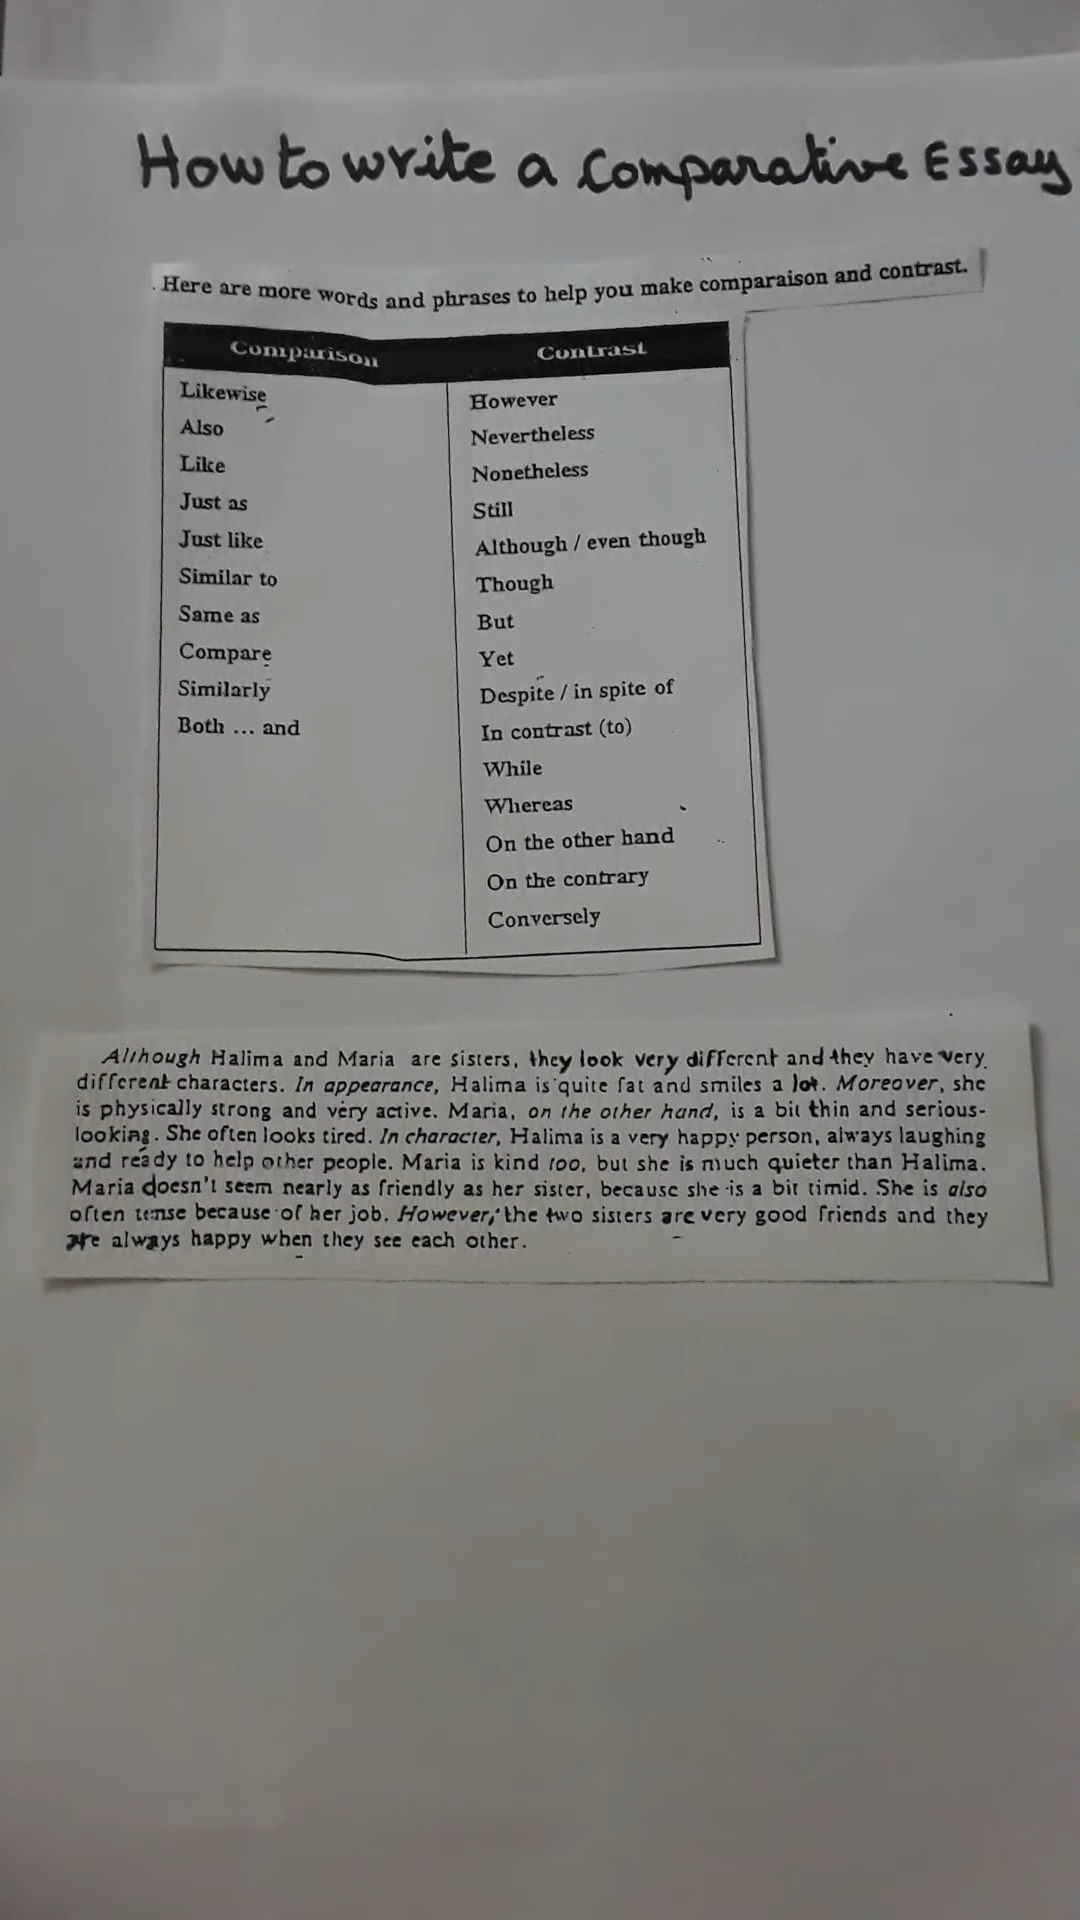 How to write a comparative Essay
. Here are more words and phrases to help you make comparaison and contrast.
Comparison
Contrast
Likewise
Also
Like
Just as
Just like
Similar to
Same as
Compare
Similarly
Both ... and
However
Nevertheless
Nonetheless
Still
Although / even though
Though
But
Yet
Despite / in spite of
In contrast (to)
While
Whereas
On the other hand
On the contrary
Conversely
Although Halima and Maria are sisters, they look very different and they have very
different characters. In appearance, Halima is quite fat and smiles a lot. Moreover, she
is physically strong and very active. Maria, on the other hand, is a bit thin and serious-
looking. She often looks tired. In character, Halima is a very happy person, always laughing
and ready to help other people. Maria is kind too, but she is much quieter than Halima.
Maria doesn't seem nearly as friendly as her sister, because she is a bit timid. She is also
often tense because of her job. However, the two sisters are very good friends and they
are always happy when they see each other.